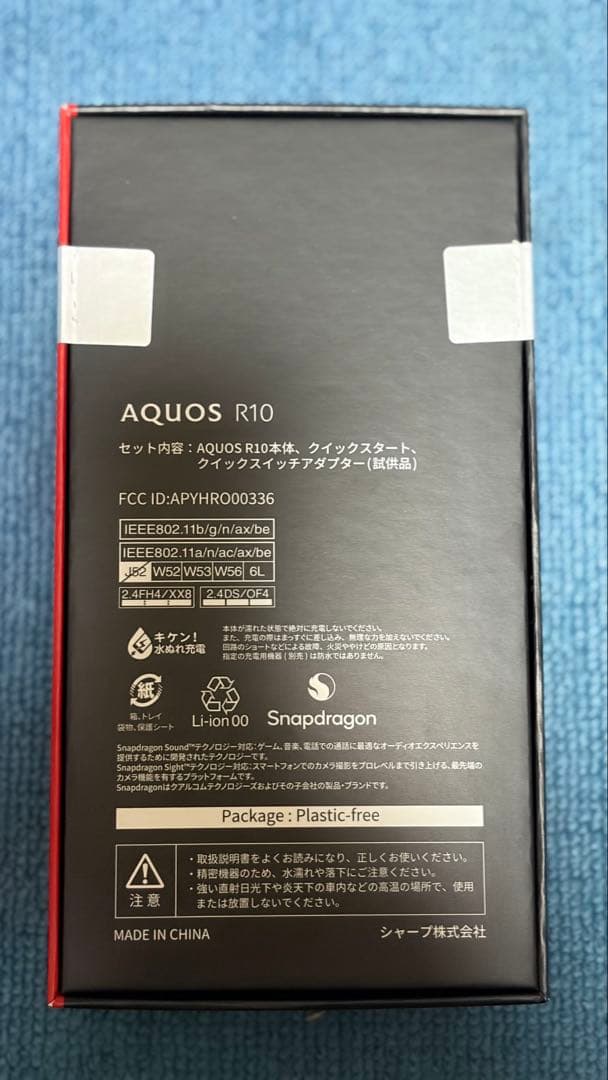 AQUOS R10
セット内容：AQUOS R10本体、クイックスタート、
クイックスイッチアダプター(試供品)
FCC ID:APYHRO00336
IEEE802.11b/g/n/ax/be
IEEE802.11a/n/ac/ax/be
J52 W52 W53 W56 6L
2.4FH4/XX8 2.4DS/OF4
キケン！
水ぬれ充電
本体が濡れた状態で絶対に充電しないでください。
また、充電の際はまっすぐに差し込み、無理な力を加えないでください。
回路のショートなどによる故障、火災ややけどの原因となります。
指定の充電用機器(別売)は防水ではありません。
紙
箱、トレイ
袋物、保護シート
Li-ion 00
Snapdragon
Snapdragon Sound™テクノロジー対応：ゲーム、音楽、電話での通話に最適なオーディオエクスペリエンスを
提供するために開発されたテクノロジーです。
Snapdragon Sight™テクノロジー対応：スマートフォンでのカメラ撮影をプロレベルまで引き上げる、最先端の
カメラ機能を有するプラットフォームです。
Snapdragonはクアルコムテクノロジーズおよびその子会社の製品・ブランドです。
Package : Plastic-free
注意
・取扱説明書をよくお読みになり、正しくお使いください。
・精密機器のため、水濡れや落下にご注意ください。
・強い直射日光下や炎天下の車内などの高温の場所で、使用
または放置しないでください。
MADE IN CHINA
シャープ株式会社